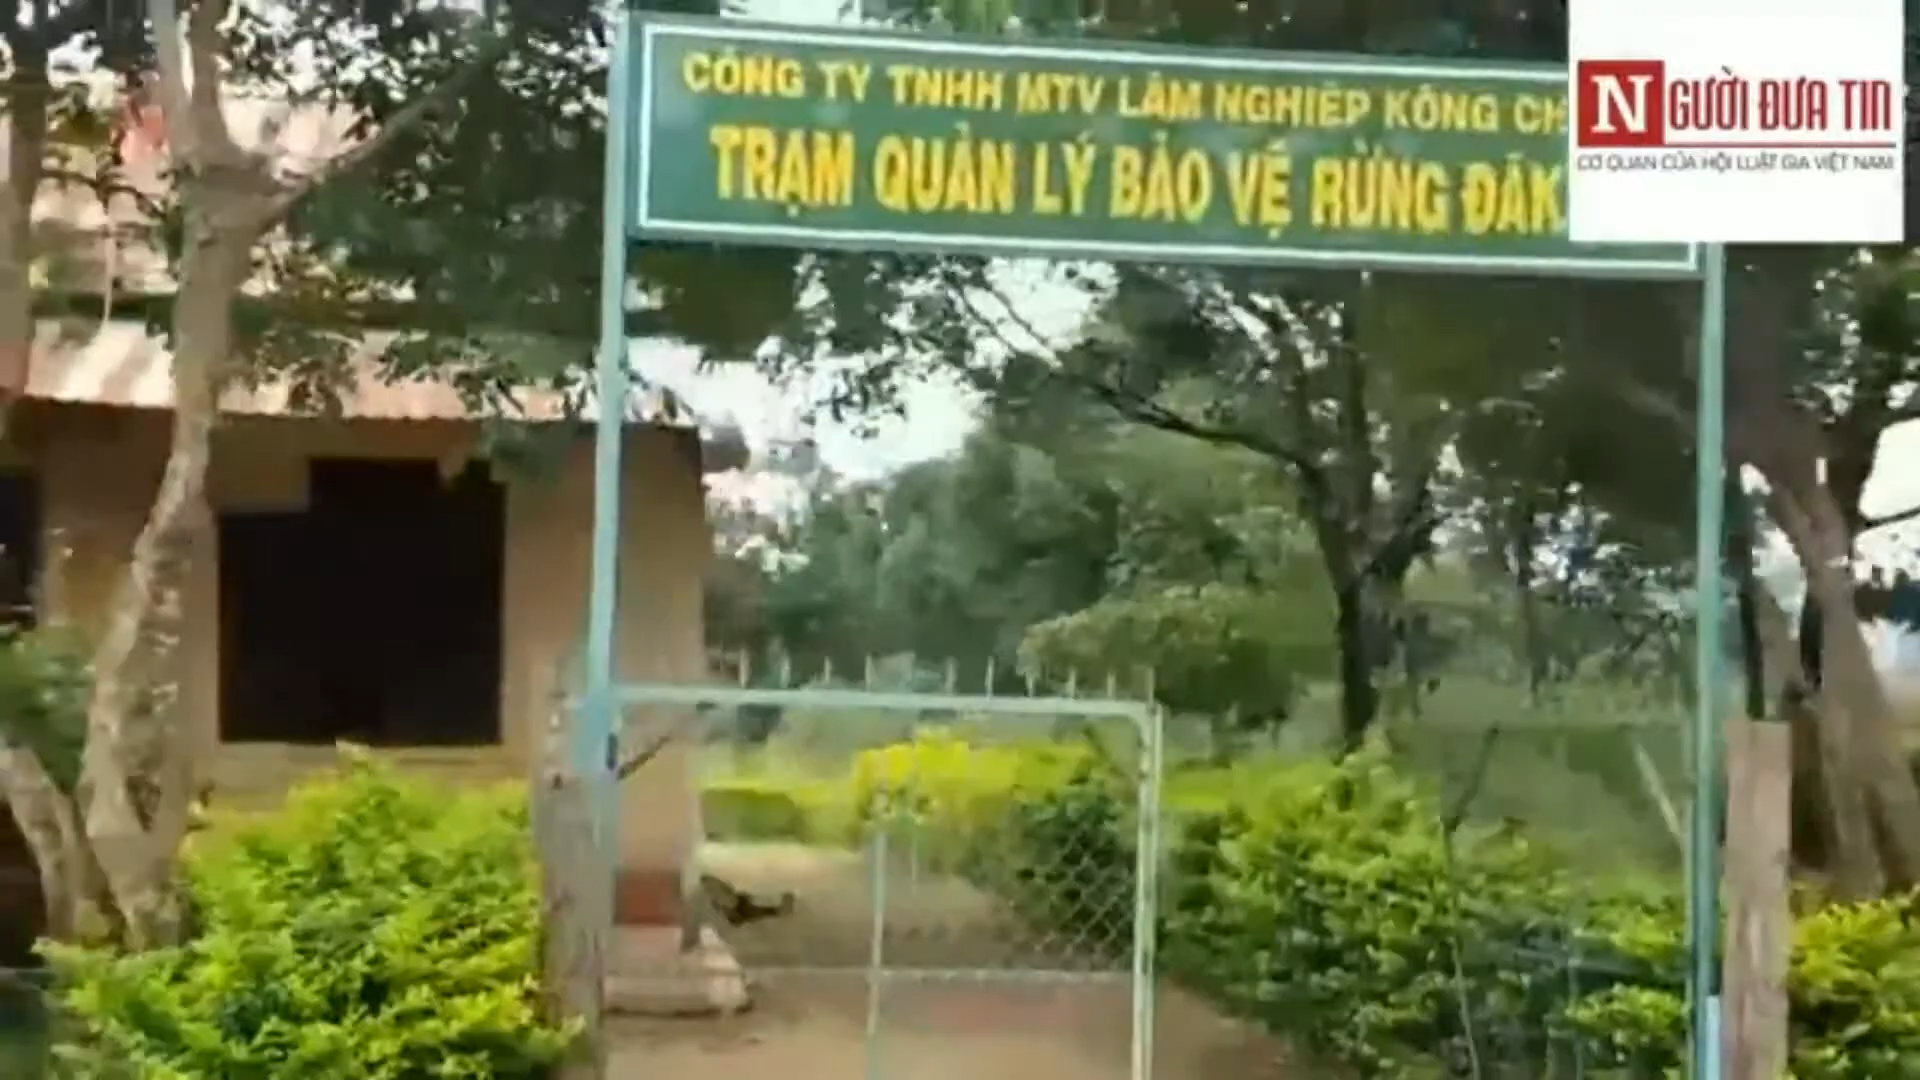 CÔNG TY TNHH MTV LÂM NGHIỆP KÔNG CH
TRẠM QUẢN LÝ BẢO VỆ RỪNG ĐĂK
NGƯỜI ĐƯA TIN
CƠ QUAN CỦA HỘI LUẬT GIA VIỆT NAM